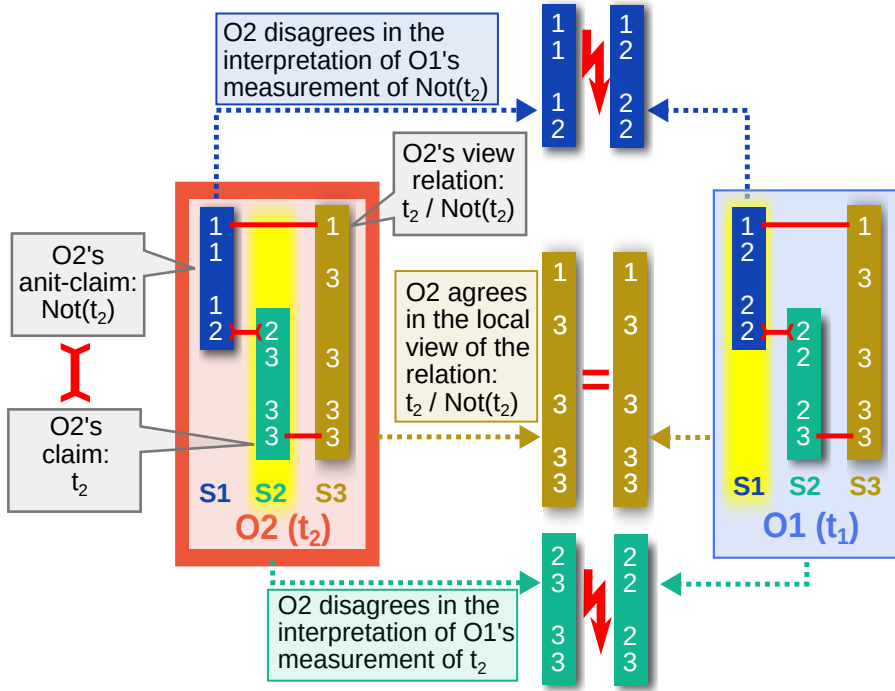 O2 disagrees in the
interpretation of O1's
measurement of Not(t₂)
1
1
1
2
1
2
2
2
O2's view
relation:
t₂ / Not(t₂)
O2's
anit-claim:
Not(t₂)
O2's
claim:
t₂
1
1
1
2
2
3
3
3
1
3
3
3
3
S1 S2 S3
O2 (t₂)
O2 agrees
in the local
view of the
relation:
t₂ / Not(t₂)
1
3
3
3
3
=
1
3
3
3
3
1
2
2
2
2
2
2
3
1
3
3
3
3
S1 S2 S3
O1 (t₁)
O2 disagrees in the
interpretation of O1's
measurement of t₂
2
3
3
3
2
2
2
3